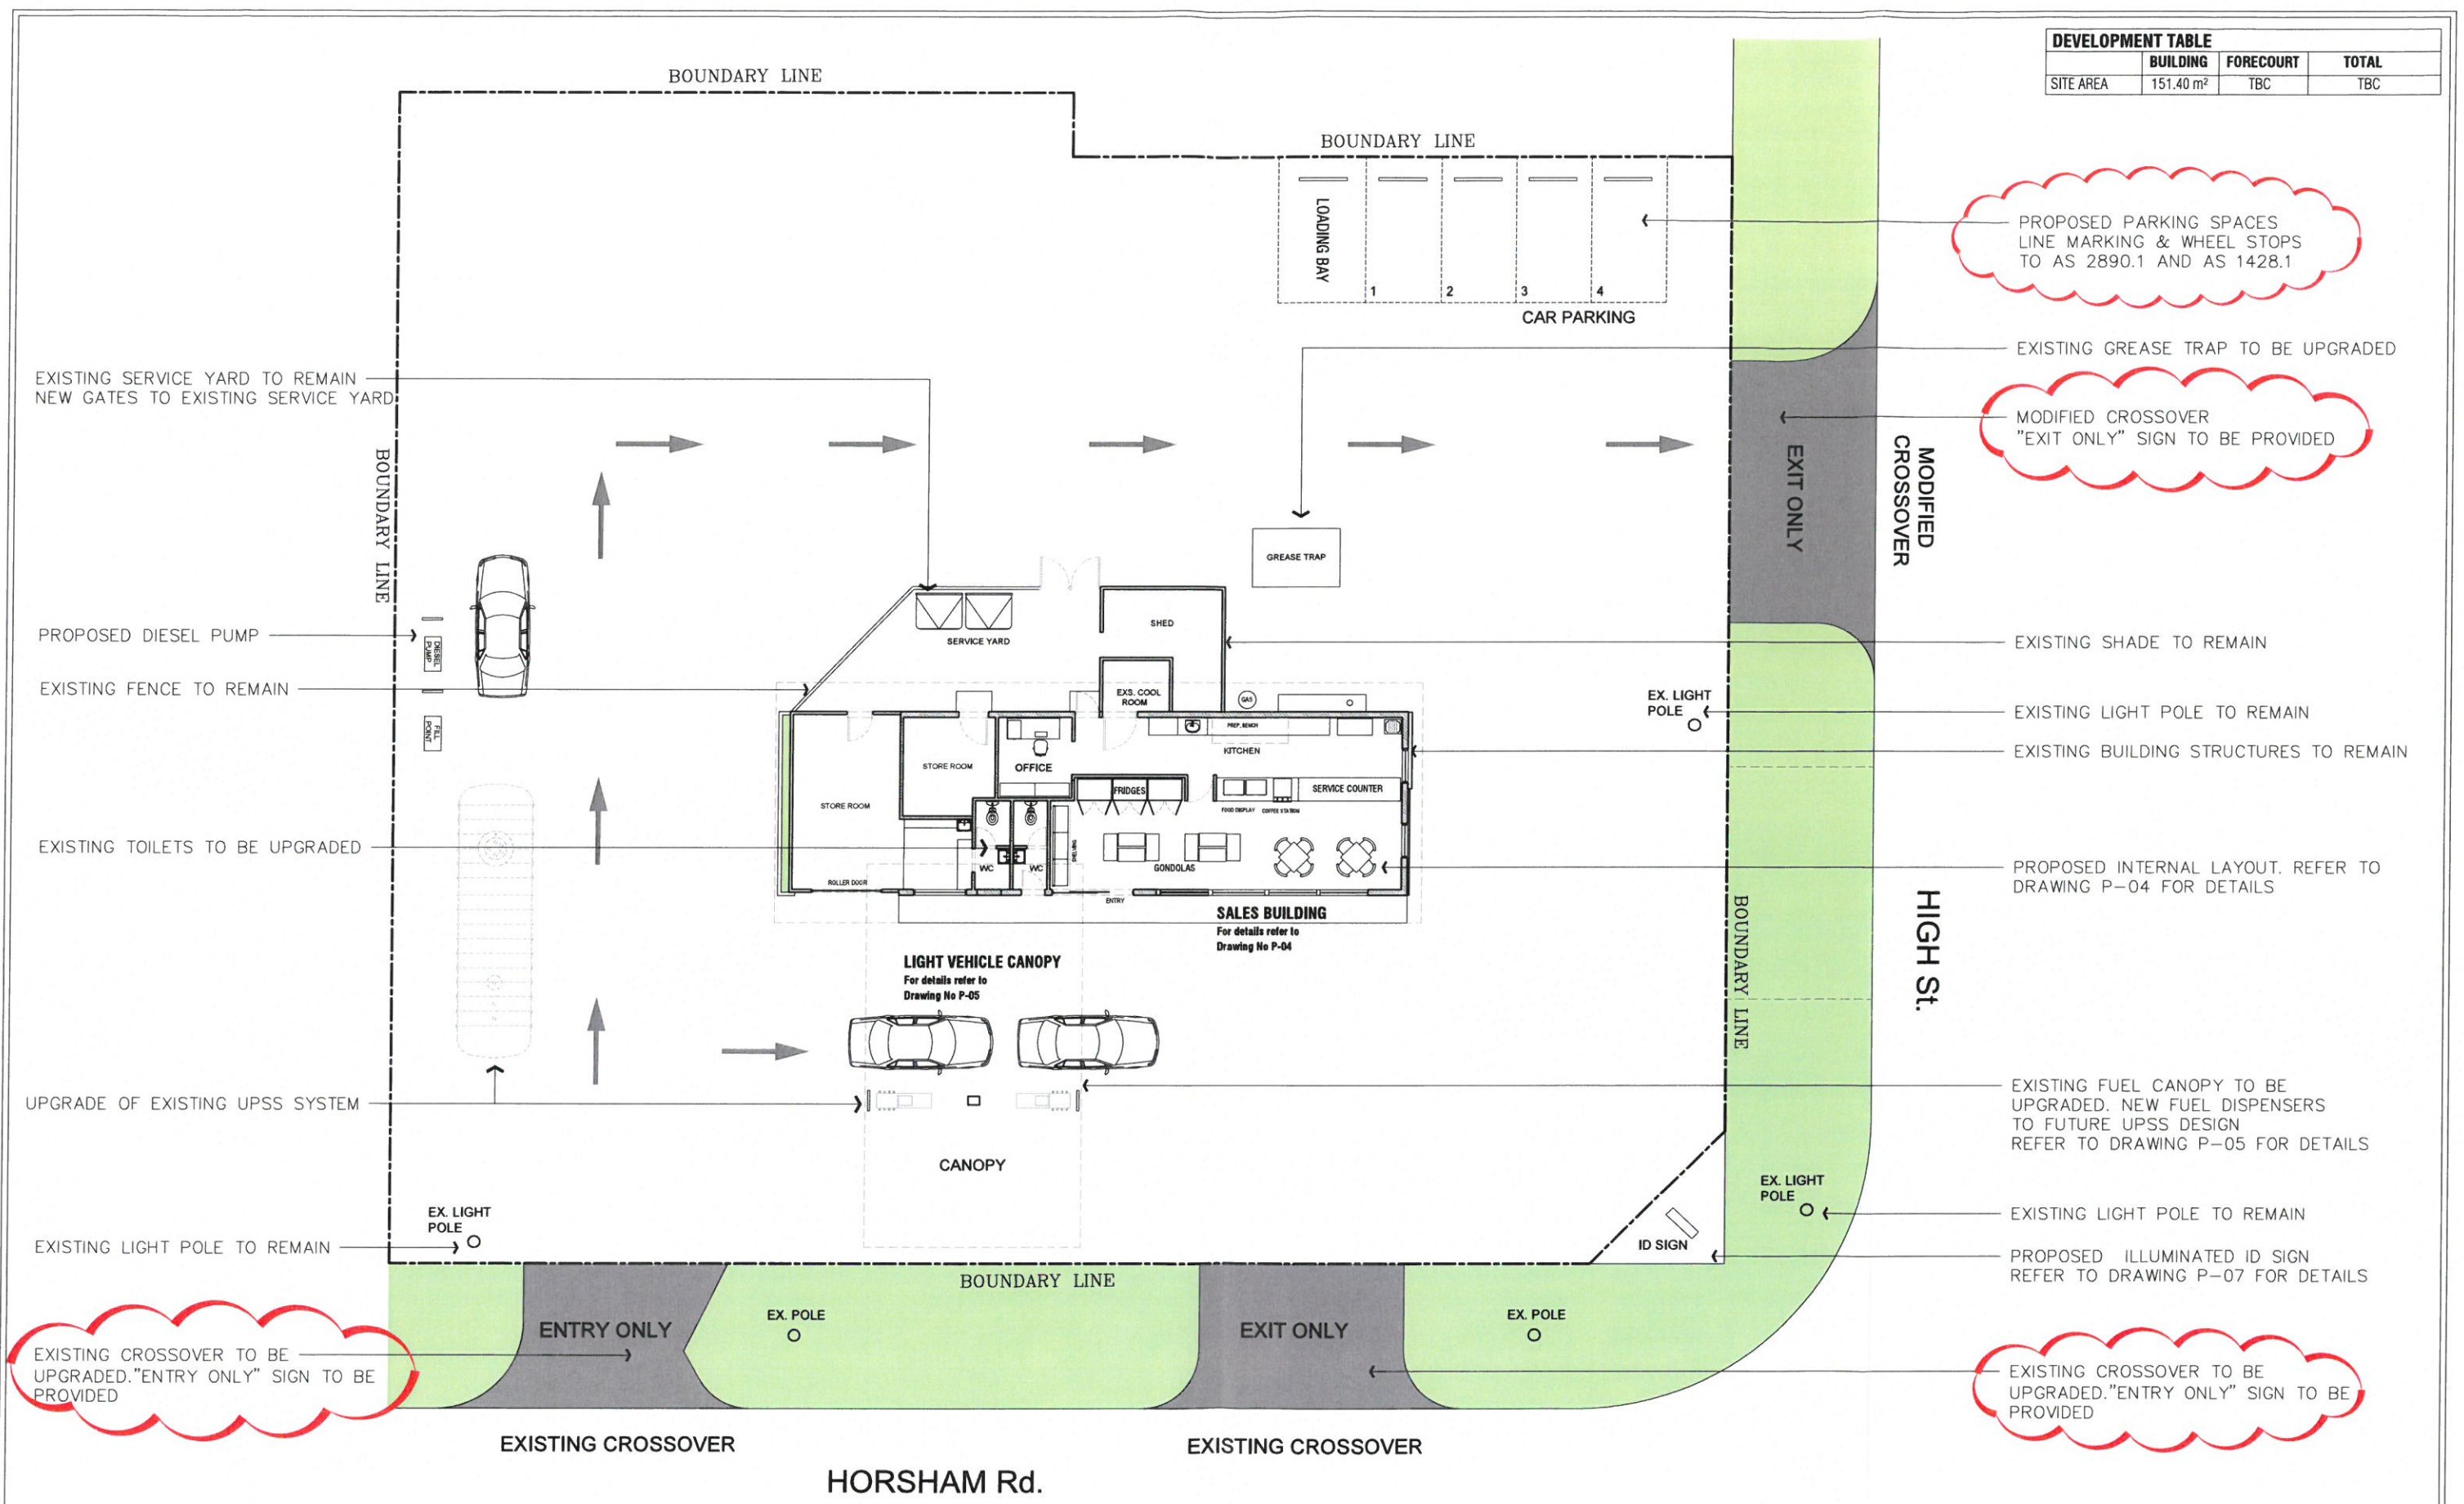 DEVELOPMENT TABLE
BUILDING FORECOURT TOTAL
SITE AREA 151.40 m² TBC TBC
BOUNDARY LINE
BOUNDARY LINE
LOADING BAY
1 2 3 4
CAR PARKING
PROPOSED PARKING SPACES
LINE MARKING & WHEEL STOPS
TO AS 2890.1 AND AS 1428.1
EXISTING GREASE TRAP TO BE UPGRADED
EXISTING SERVICE YARD TO REMAIN
NEW GATES TO EXISTING SERVICE YARD
MODIFIED CROSSOVER
"EXIT ONLY" SIGN TO BE PROVIDED
EXIT ONLY
MODIFIED
CROSSOVER
BOUNDARY LINE
GREASE TRAP
SHED
SERVICE YARD
PROPOSED DIESEL PUMP
DIESEL
PUMP
EXISTING SHADE TO REMAIN
EXISTING FENCE TO REMAIN
EXS. COOL
ROOM
GAS
EX. LIGHT
POLE
EXISTING LIGHT POLE TO REMAIN
FILL
POINT
PREP. BENCH
KITCHEN
EXISTING BUILDING STRUCTURES TO REMAIN
STORE ROOM
OFFICE
STORE ROOM
FRIDGES
SERVICE COUNTER
FOOD DISPLAY
COFFEE STATION
EXISTING TOILETS TO BE UPGRADED
SHELVING
WC
WC
GONDOLAS
PROPOSED INTERNAL LAYOUT. REFER TO
DRAWING P-04 FOR DETAILS
ROLLER DOOR
ENTRY
SALES BUILDING
For details refer to
Drawing No P-04
BOUNDARY LINE
HIGH St.
LIGHT VEHICLE CANOPY
For details refer to
Drawing No P-05
UPGRADE OF EXISTING UPSS SYSTEM
EXISTING FUEL CANOPY TO BE
UPGRADED. NEW FUEL DISPENSERS
TO FUTURE UPSS DESIGN
REFER TO DRAWING P-05 FOR DETAILS
CANOPY
EX. LIGHT
POLE
EXISTING LIGHT POLE TO REMAIN
EX. LIGHT
POLE
EXISTING LIGHT POLE TO REMAIN
ID SIGN
PROPOSED ILLUMINATED ID SIGN
REFER TO DRAWING P-07 FOR DETAILS
BOUNDARY LINE
ENTRY ONLY
EX. POLE
EXIT ONLY
EX. POLE
EXISTING CROSSOVER TO BE
UPGRADED."ENTRY ONLY" SIGN TO BE
PROVIDED
EXISTING CROSSOVER TO BE
UPGRADED."ENTRY ONLY" SIGN TO BE
PROVIDED
EXISTING CROSSOVER
EXISTING CROSSOVER
HORSHAM Rd.